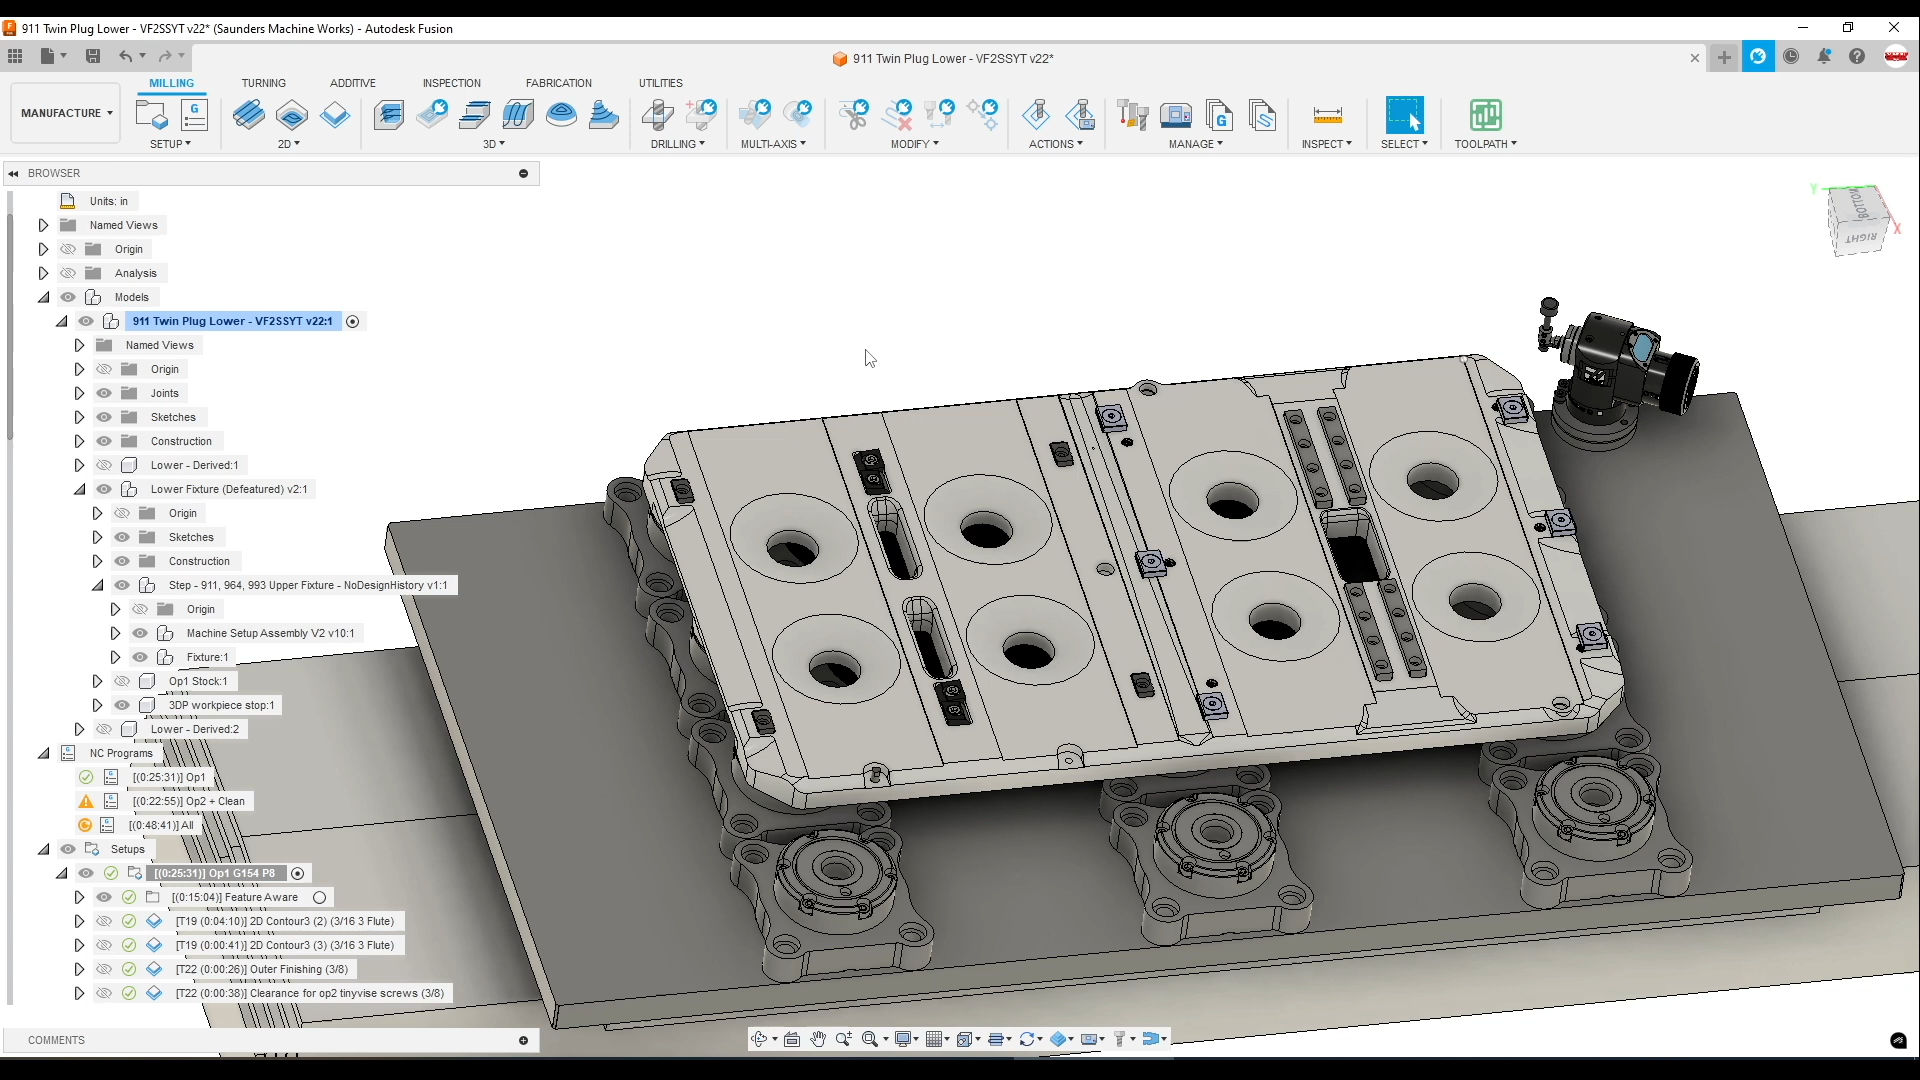 911 Twin Plug Lower - VF2SSYT v22* (Saunders Machine Works) - Autodesk Fusion
911 Twin Plug Lower - VF2SSYT v22*
MILLING TURNING ADDITIVE INSPECTION FABRICATION UTILITIES
MANUFACTURE
SETUP 2D 3D DRILLING MULTI-AXIS MODIFY ACTIONS MANAGE INSPECT SELECT TOOLPATH
BROWSER
Units: in
Named Views
Origin
Analysis
Models
911 Twin Plug Lower - VF2SSYT v22:1
Named Views
Origin
Joints
Sketches
Construction
Lower - Derived:1
Lower Fixture (Defeatured) v2:1
Origin
Sketches
Construction
Step - 911, 964, 993 Upper Fixture - NoDesignHistory v1:1
Origin
Machine Setup Assembly V2 v10:1
Fixture:1
Op1 Stock:1
3DP workpiece stop:1
Lower - Derived:2
NC Programs
[(0:25:31)] Op1
[(0:22:55)] Op2 + Clean
[(0:48:41)] All
Setups
[(0:25:31)] Op1 G154 P8
[(0:15:04)] Feature Aware
[T19 (0:04:10)] 2D Contour3 (2) (3/16 3 Flute)
[T19 (0:00:41)] 2D Contour3 (3) (3/16 3 Flute)
[T22 (0:00:26)] Outer Finishing (3/8)
[T22 (0:00:38)] Clearance for op2 tinyvise screws (3/8)
COMMENTS
Y
BOTTOM
X
RIGHT